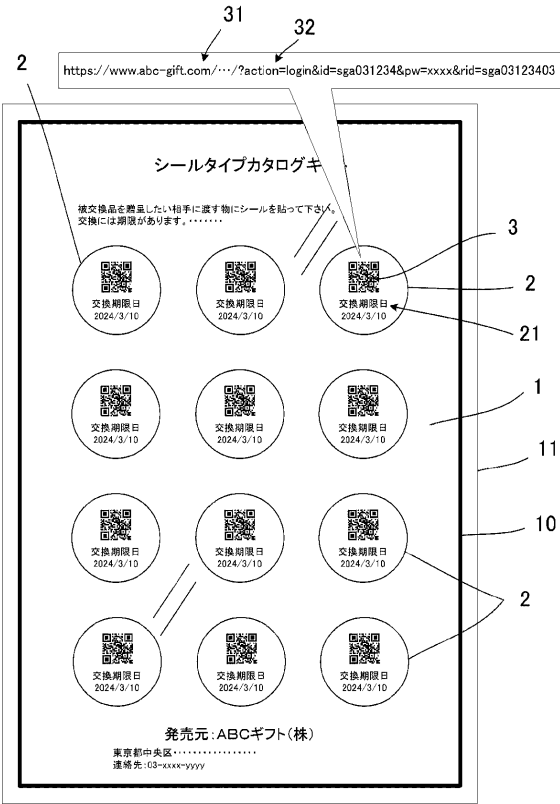 31
32
2
https://www.abc-gift.com/…/?action=login&id=sga031234&pw=xxxx&rid=sga03123403
シールタイプカタログギ
被交換品を贈呈したい相手に渡す物にシールを貼って下さい。
交換には期限があります。・・・・・・・
3
交換期限日 交換期限日 交換期限日
2024/3/10 2024/3/10 2024/3/10
2
21
交換期限日 交換期限日 交換期限日
2024/3/10 2024/3/10 2024/3/10
1
11
交換期限日 交換期限日 交換期限日
2024/3/10 2024/3/10 2024/3/10
10
2
交換期限日 交換期限日 交換期限日
2024/3/10 2024/3/10 2024/3/10
発売元:ABCギフト(株)
東京都中央区・・・・・・・・・・・・・・・・・
連絡先:03-xxxx-yyyy